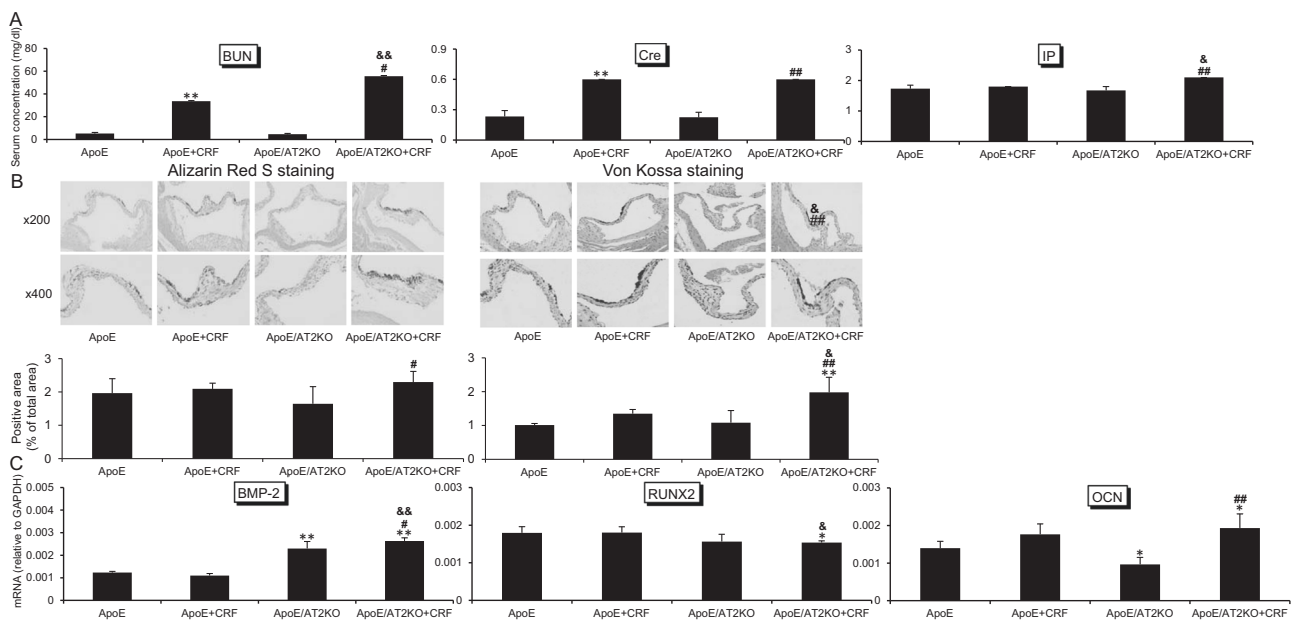 A
Serum concentration (mg/dl)
BUN
80
60
40
20
0
**
&&
#
ApoE
ApoE+CRF
ApoE/AT2KO
ApoE/AT2KO+CRF
Cre
0.9
0.6
0.3
0
**
##
ApoE
ApoE+CRF
ApoE/AT2KO
ApoE/AT2KO+CRF
IP
3
2
1
0
&
##
ApoE
ApoE+CRF
ApoE/AT2KO
ApoE/AT2KO+CRF
B
Alizarin Red S staining
x200
x400
ApoE
ApoE+CRF
ApoE/AT2KO
ApoE/AT2KO+CRF
Von Kossa staining
&
##
ApoE
ApoE+CRF
ApoE/AT2KO
ApoE/AT2KO+CRF
Positive area
(% of total area)
3
2
1
0
#
ApoE
ApoE+CRF
ApoE/AT2KO
ApoE/AT2KO+CRF
3
2
1
0
&
##
**
ApoE
ApoE+CRF
ApoE/AT2KO
ApoE/AT2KO+CRF
C
mRNA (relative to GAPDH)
BMP-2
0.005
0.004
0.003
0.002
0.001
0
**
&&
#
**
ApoE
ApoE+CRF
ApoE/AT2KO
ApoE/AT2KO+CRF
RUNX2
0.003
0.002
0.001
0
&
*
ApoE
ApoE+CRF
ApoE/AT2KO
ApoE/AT2KO+CRF
OCN
0.003
0.002
0.001
0
*
##
*
ApoE
ApoE+CRF
ApoE/AT2KO
ApoE/AT2KO+CRF